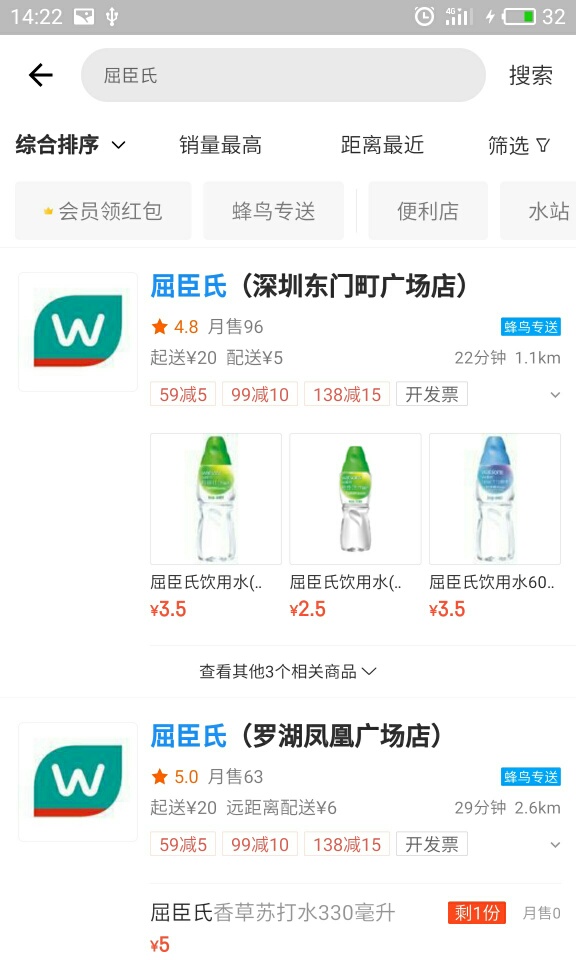 14:22 4G 32
屈臣氏 搜索
综合排序 销量最高 距离最近 筛选
会员领红包 蜂鸟专送 便利店 水站
屈臣氏（深圳东门町广场店）
W
4.8 月售96 蜂鸟专送
起送¥20 配送¥5 22分钟 1.1km
59减5 99减10 138减15 开发票
屈臣氏饮用水(.. 屈臣氏饮用水(.. 屈臣氏饮用水60..
¥3.5 ¥2.5 ¥3.5
查看其他3个相关商品
屈臣氏（罗湖凤凰广场店）
W
5.0 月售63 蜂鸟专送
起送¥20 远距离配送¥6 29分钟 2.6km
59减5 99减10 138减15 开发票
屈臣氏香草苏打水330毫升 剩1份 月售0
¥5